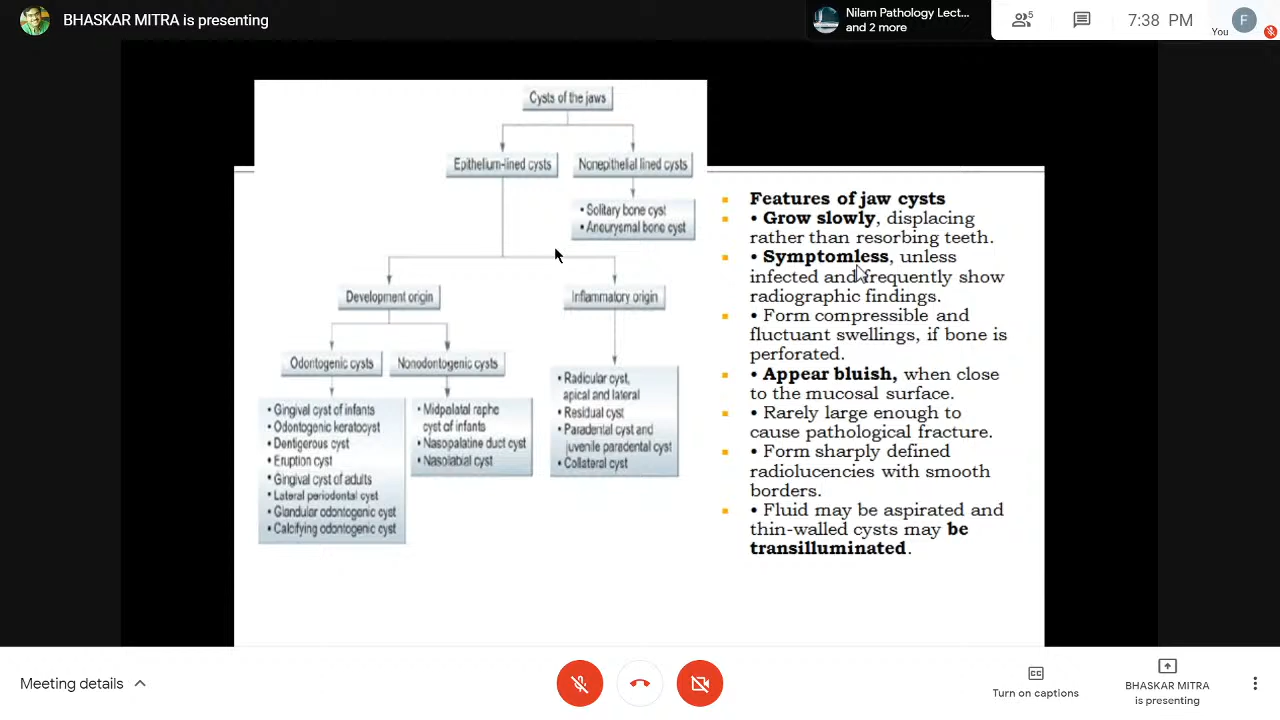 BHASKAR MITRA is presenting
Nilam Pathology Lect...
and 2 more
5
7:38 PM
You
F
Cysts of the jaws
Epithelium-lined cysts
Nonepithelial lined cysts
• Solitary bone cyst
• Aneurysmal bone cyst
Development origin
Inflammatory origin
Odontogenic cysts
Nonodontogenic cysts
• Gingival cyst of infants
• Odontogenic keratocyst
• Dentigerous cyst
• Eruption cyst
• Gingival cyst of adults
• Lateral periodontal cyst
• Glandular odontogenic cyst
• Calcifying odontogenic cyst
• Midpalatal raphe
cyst of infants
• Nasopalatine duct cyst
• Nasolabial cyst
• Radicular cyst,
apical and lateral
• Residual cyst
• Paradental cyst and
juvenile paradental cyst
• Collateral cyst
Features of jaw cysts
• Grow slowly, displacing
rather than resorbing teeth.
• Symptomless, unless
infected and frequently show
radiographic findings.
• Form compressible and
fluctuant swellings, if bone is
perforated.
• Appear bluish, when close
to the mucosal surface.
• Rarely large enough to
cause pathological fracture.
• Form sharply defined
radiolucencies with smooth
borders.
• Fluid may be aspirated and
thin-walled cysts may be
transilluminated.
Meeting details
CC
Turn on captions
BHASKAR MITRA
is presenting